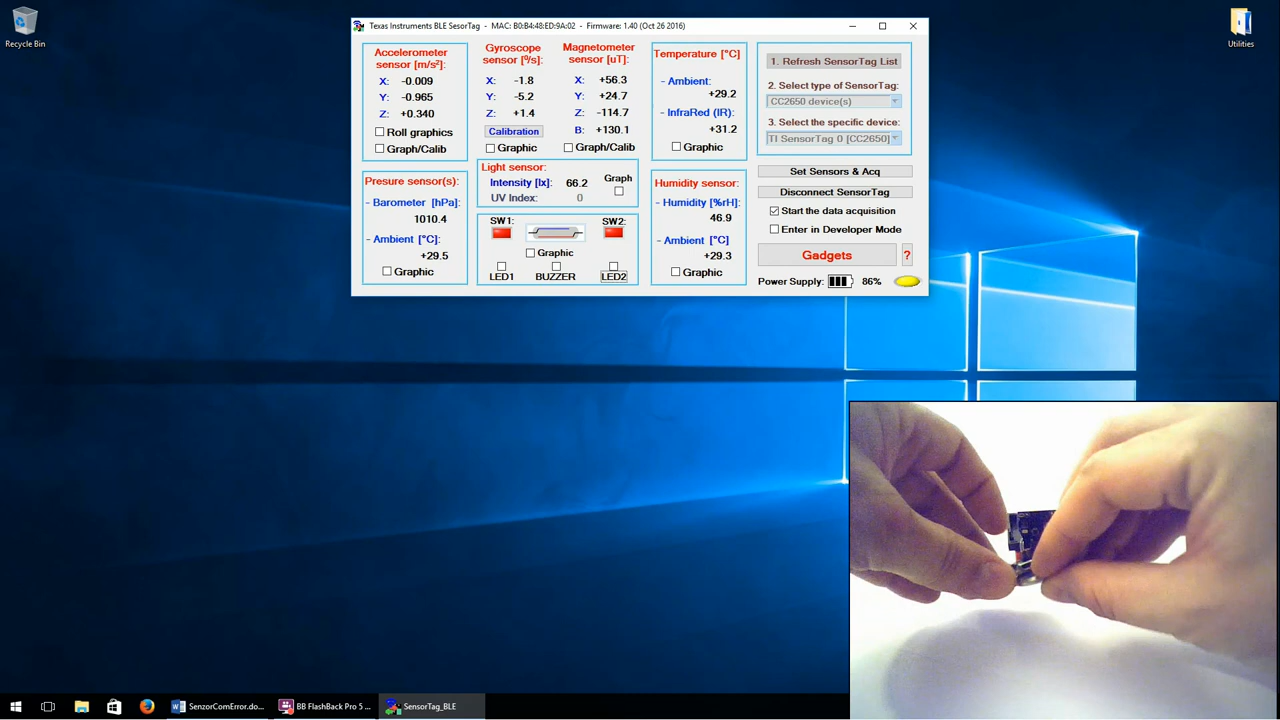 Recycle Bin
Utilities
Texas Instruments BLE SesorTag - MAC: B0:B4:48:ED:9A:02 - Firmware: 1.40 (Oct 26 2016)
Accelerometer
sensor [m/s²]:
X: -0.009
Y: -0.965
Z: +0.340
Roll graphics
Graph/Calib
Gyroscope
sensor [º/s]:
X: -1.8
Y: -5.2
Z: +1.4
Calibration
Graphic
Magnetometer
sensor [uT]:
X: +56.3
Y: +24.7
Z: -114.7
B: +130.1
Graph/Calib
Temperature [°C]
- Ambient:
+29.2
- InfraRed (IR):
+31.2
Graphic
1. Refresh SensorTag List
2. Select type of SensorTag:
CC2650 device(s)
3. Select the specific device:
TI SensorTag 0 [CC2650]
Presure sensor(s):
- Barometer [hPa]:
1010.4
- Ambient [°C]:
+29.5
Graphic
Light sensor:
Intensity [lx]: 66.2
UV Index: 0
Graph
SW1:
SW2:
Graphic
LED1
BUZZER
LED2
Humidity sensor:
- Humidity [%rH]
46.9
- Ambient [°C]
+29.3
Graphic
Set Sensors & Acq
Disconnect SensorTag
Start the data acquisition
Enter in Developer Mode
Gadgets ?
Power Supply: 86%
SenzorComError.do...
BB FlashBack Pro 5 ...
SensorTag_BLE